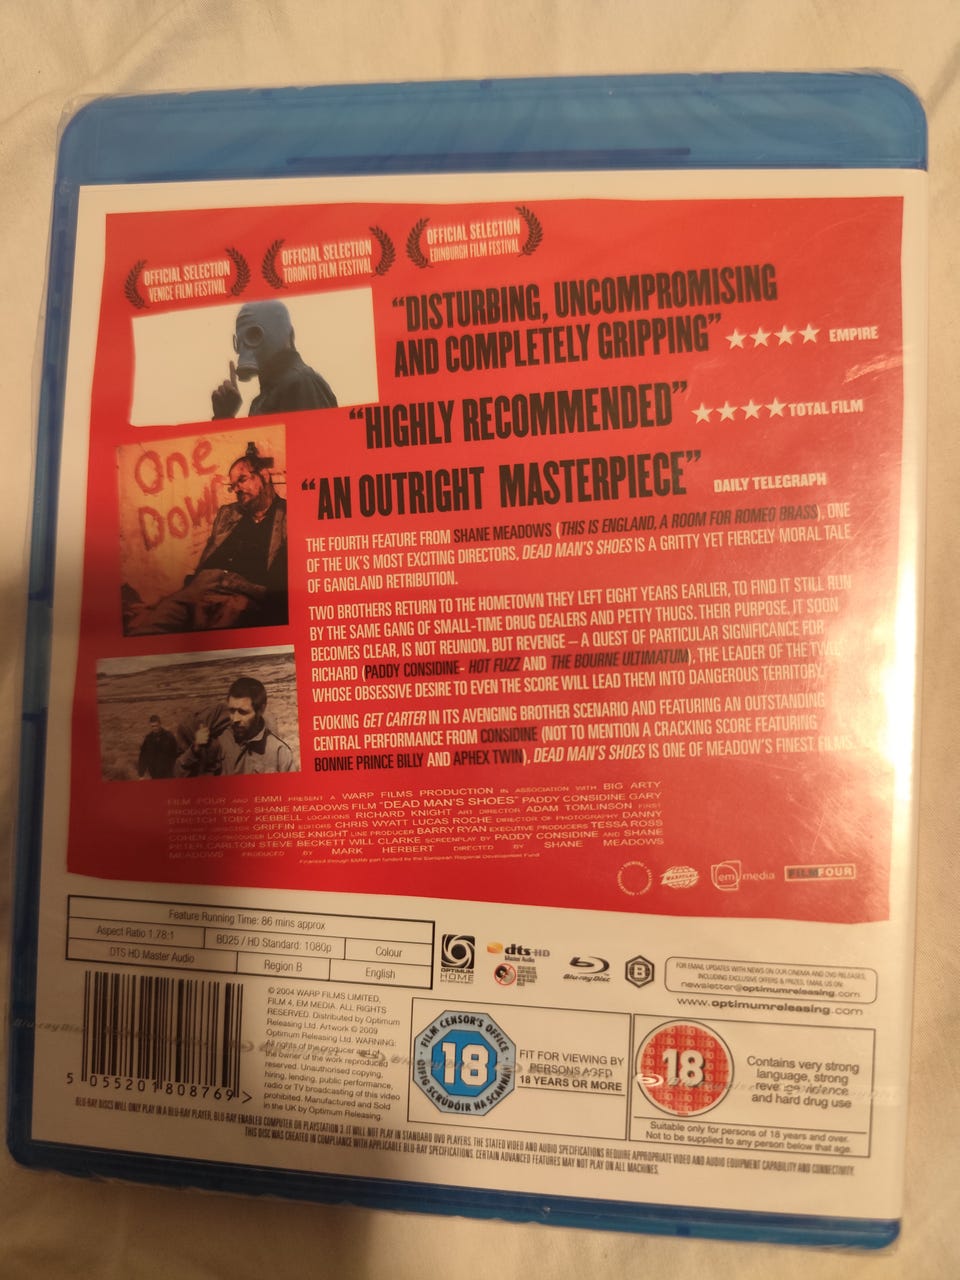 OFFICIAL SELECTION
VENICE FILM FESTIVAL
OFFICIAL SELECTION
TORONTO FILM FESTIVAL
OFFICIAL SELECTION
EDINBURGH FILM FESTIVAL
“DISTURBING, UNCOMPROMISING
AND COMPLETELY GRIPPING” EMPIRE
“HIGHLY RECOMMENDED” TOTAL FILM
“AN OUTRIGHT MASTERPIECE” DAILY TELEGRAPH
One
Down
THE FOURTH FEATURE FROM SHANE MEADOWS (THIS IS ENGLAND, A ROOM FOR ROMEO BRASS), ONE
OF THE UK'S MOST EXCITING DIRECTORS, DEAD MAN'S SHOES IS A GRITTY YET FIERCELY MORAL TALE
OF GANGLAND RETRIBUTION.
TWO BROTHERS RETURN TO THE HOMETOWN THEY LEFT EIGHT YEARS EARLIER, TO FIND IT STILL RUN
BY THE SAME GANG OF SMALL-TIME DRUG DEALERS AND PETTY THUGS. THEIR PURPOSE, IT SOON
BECOMES CLEAR, IS NOT REUNION, BUT REVENGE – A QUEST OF PARTICULAR SIGNIFICANCE FOR
RICHARD (PADDY CONSIDINE- HOT FUZZ AND THE BOURNE ULTIMATUM), THE LEADER OF THE TWO,
WHOSE OBSESSIVE DESIRE TO EVEN THE SCORE WILL LEAD THEM INTO DANGEROUS TERRITORY.
EVOKING GET CARTER IN ITS AVENGING BROTHER SCENARIO AND FEATURING AN OUTSTANDING
CENTRAL PERFORMANCE FROM CONSIDINE (NOT TO MENTION A CRACKING SCORE FEATURING
BONNIE PRINCE BILLY AND APHEX TWIN), DEAD MAN'S SHOES IS ONE OF MEADOW'S FINEST FILMS.
FILM FOUR AND EMMI PRESENT A WARP FILMS PRODUCTION IN ASSOCIATION WITH BIG ARTY
PRODUCTIONS A SHANE MEADOWS FILM "DEAD MAN'S SHOES" PADDY CONSIDINE GARY
STRETCH TOBY KEBBELL LOCATIONS RICHARD KNIGHT ART DIRECTOR ADAM TOMLINSON FIRST
ASSISTANT DIRECTOR GRIFFIN EDITORS CHRIS WYATT LUCAS ROCHE DIRECTOR OF PHOTOGRAPHY DANNY
COHEN CO-PRODUCER LOUISE KNIGHT LINE PRODUCER BARRY RYAN EXECUTIVE PRODUCERS TESSA ROSS
PETER CARLTON STEVE BECKETT WILL CLARKE SCREENPLAY BY PADDY CONSIDINE AND SHANE
MEADOWS PRODUCED BY MARK HERBERT DIRECTED BY SHANE MEADOWS
Financed through EMMI part funded by the European Regional Development Fund
WARPFILMS
em media
FILMFOUR
Feature Running Time: 86 mins approx
Aspect Ratio 1.78:1
BD25 / HD Standard: 1080p
Colour
DTS HD Master Audio
Region B
English
OPTIMUM
HOME
dts-HD
Master Audio
Blu-ray Disc
B
FOR EMAIL UPDATES WITH NEWS ON OUR CINEMA AND DVD RELEASES,
INCLUDING EXCLUSIVE OFFERS & PRIZES, EMAIL US ON:
newsletter@optimumreleasing.com
www.optimumreleasing.com
5 055201 808769 >
© 2004 WARP FILMS LIMITED,
FILM 4, EM MEDIA. ALL RIGHTS
RESERVED. Distributed by Optimum
Releasing Ltd. Artwork © 2009
Optimum Releasing Ltd. WARNING:
All rights of the producer and of
the owner of the work reproduced
reserved. Unauthorised copying,
hiring, lending, public performance,
radio or TV broadcasting of this video
prohibited. Manufactured and Sold
in the UK by Optimum Releasing.
FILM CENSOR'S OFFICE
18
OIFIG SCRÚDÓIR NA SCANNÁN
FIT FOR VIEWING BY
PERSONS AGED
18 YEARS OR MORE
18
Contains very strong
language, strong
revenge violence
and hard drug use
Suitable only for persons of 18 years and over.
Not to be supplied to any person below that age.
BLU-RAY DISCS WILL ONLY PLAY IN A BLU-RAY PLAYER, BLU-RAY ENABLED COMPUTER OR PLAYSTATION 3. IT WILL NOT PLAY IN STANDARD DVD PLAYERS. THE STATED VIDEO AND AUDIO SPECIFICATIONS REQUIRE APPROPRIATE VIDEO AND AUDIO EQUIPMENT CAPABILITY AND CONNECTIVITY.
THIS DISC WAS CREATED IN COMPLIANCE WITH APPLICABLE BLU-RAY SPECIFICATIONS. CERTAIN ADVANCED FEATURES MAY NOT PLAY ON ALL MACHINES.